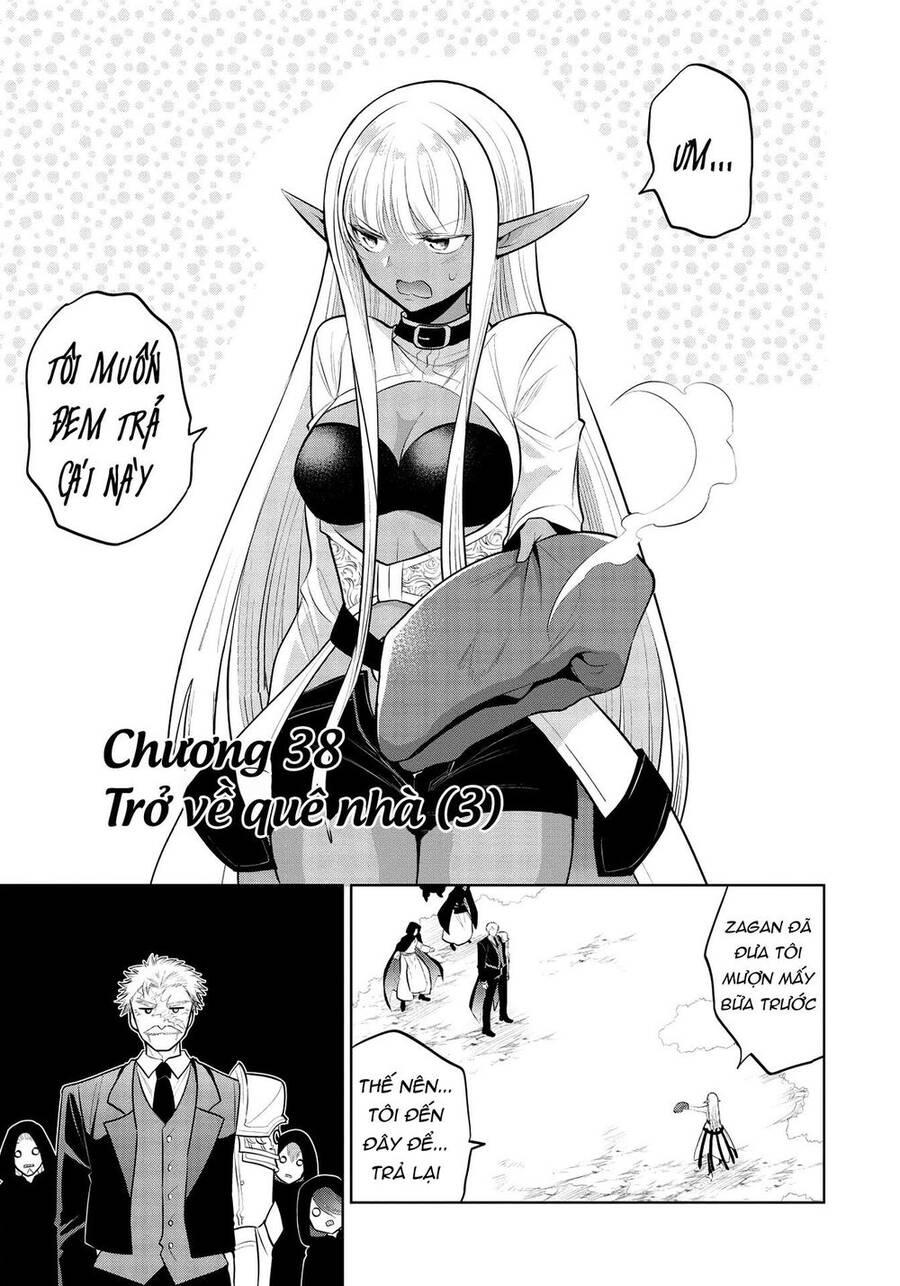 ƯM...
TÔI MUỐN
ĐEM TRẢ
CÁI NÀY
Chương 38
Trở về quê nhà (3)
ZAGAN ĐÃ
ĐƯA TÔI
MƯỢN MẤY
BỮA TRƯỚC
THẾ NÊN...
TÔI ĐẾN
ĐÂY ĐỂ...
TRẢ LẠI